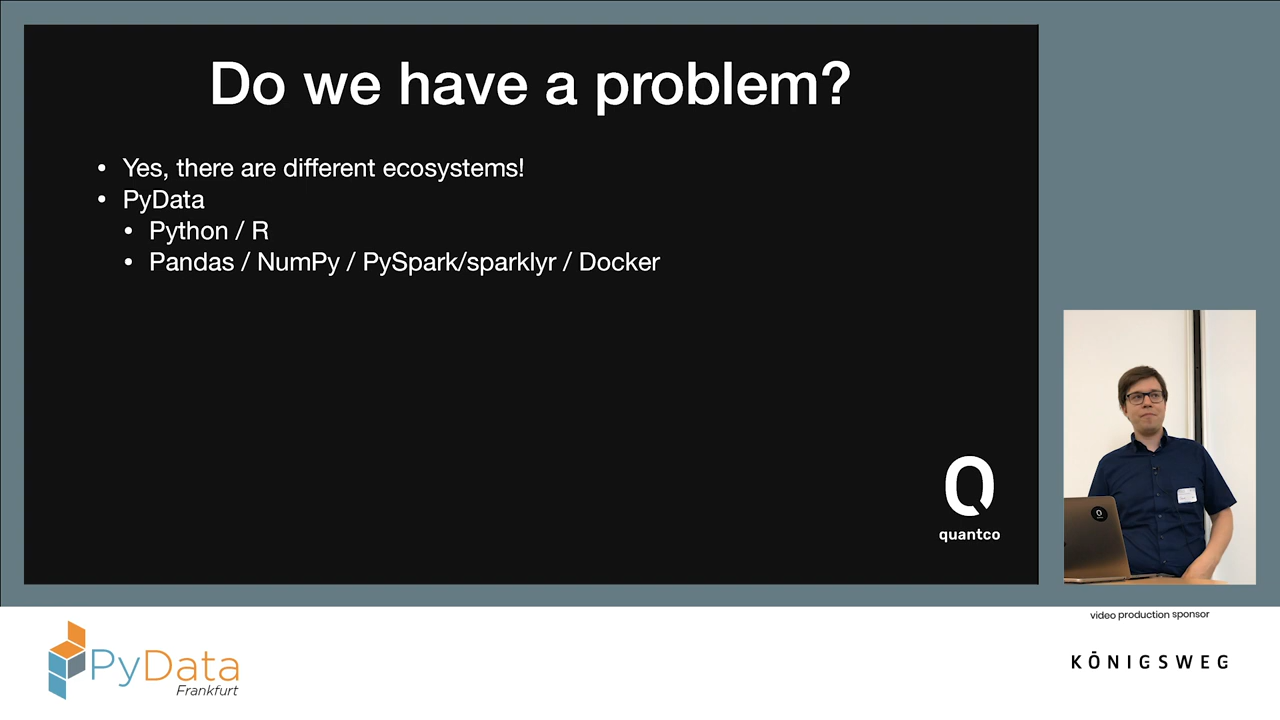 Do we have a problem?
• Yes, there are different ecosystems!
• PyData
• Python / R
• Pandas / NumPy / PySpark/sparklyr / Docker
Q
quantco
video production sponsor
PyData
Frankfurt
KÖNIGSWEG